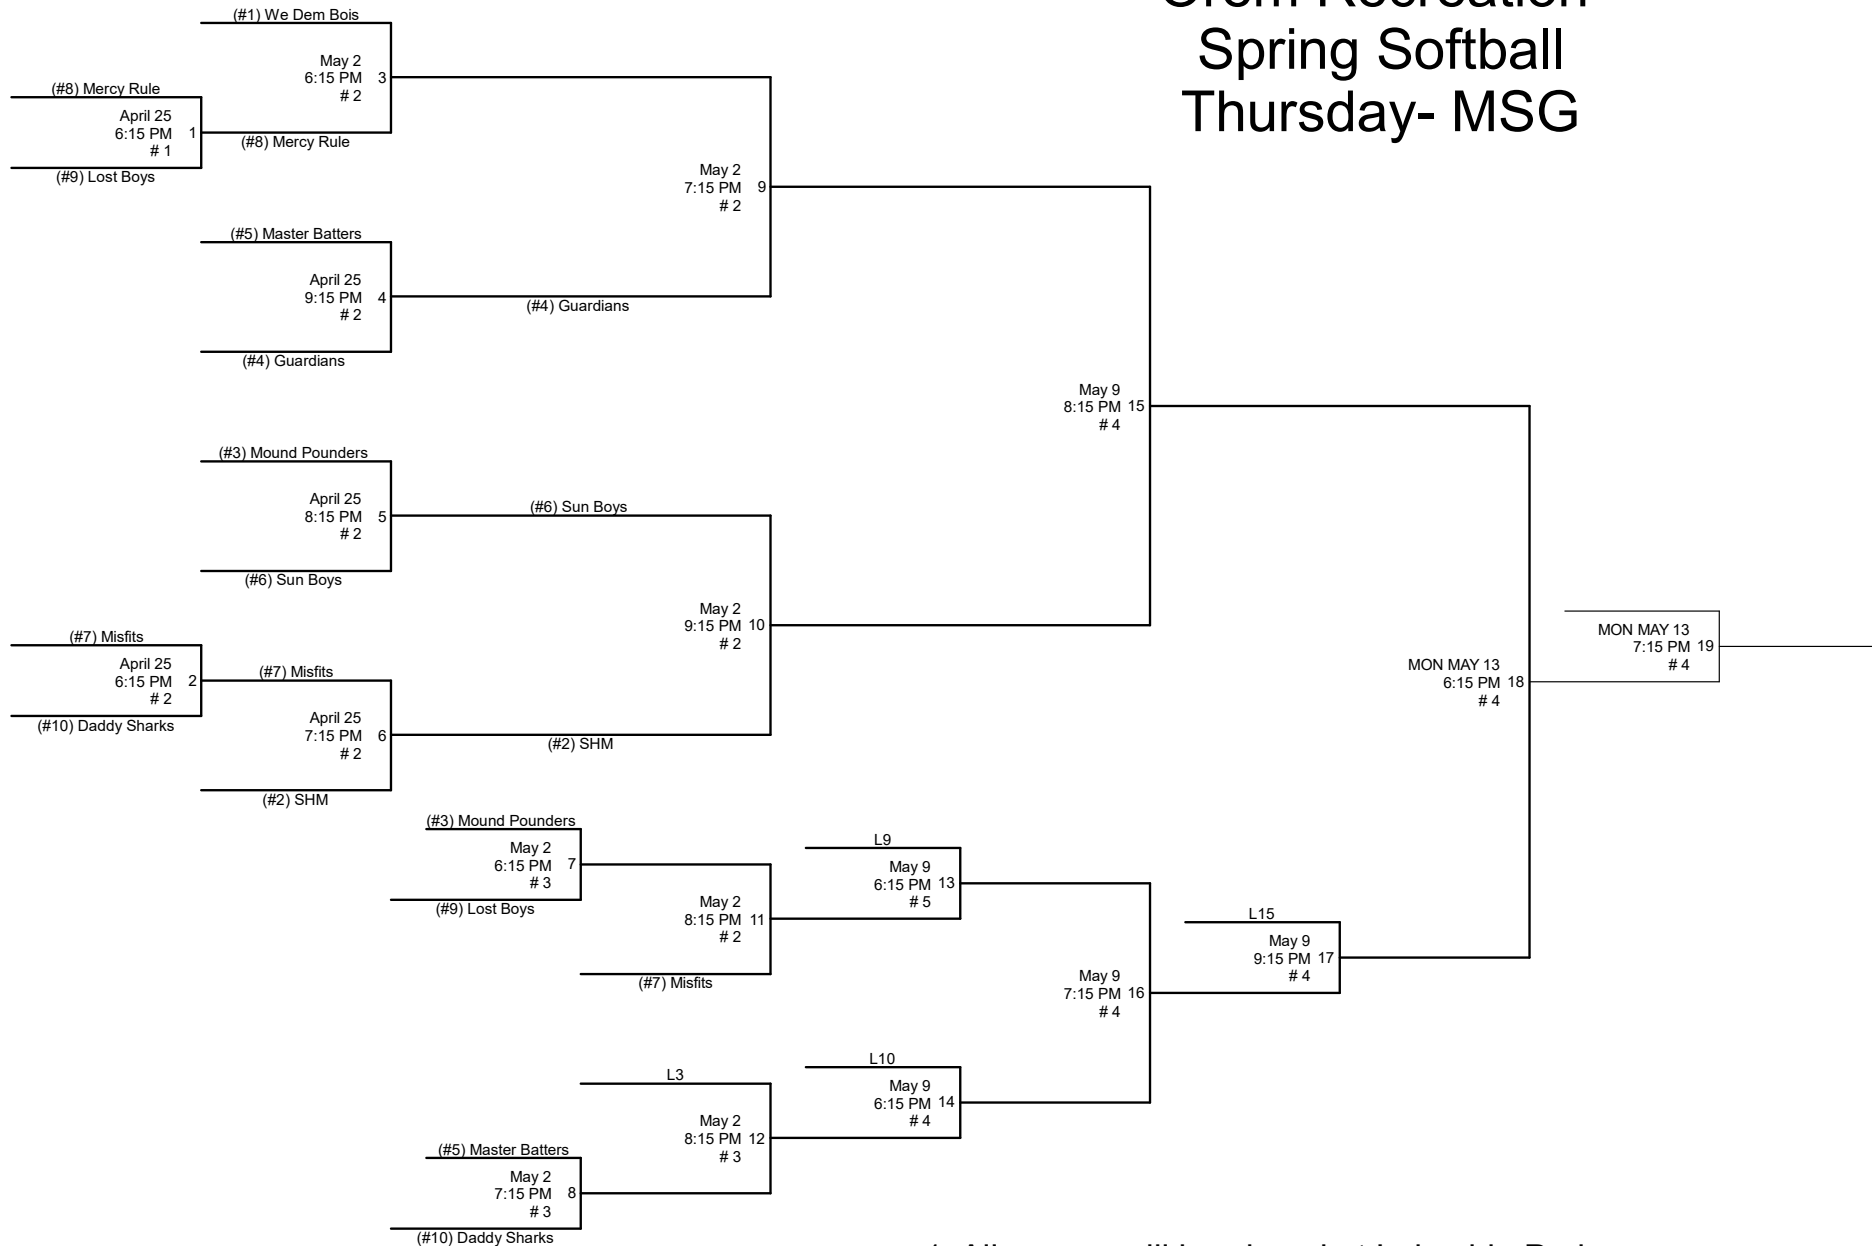 Spring Softball
Thursday- MSG
(#1) We Dem Bois
May 2
6:15 PM 3
# 2
(#8) Mercy Rule
April 25
6:15 PM 1
# 1
(#8) Mercy Rule
(#9) Lost Boys
May 2
7:15 PM 9
# 2
(#5) Master Batters
April 25
9:15 PM 4
# 2
(#4) Guardians
(#4) Guardians
May 9
8:15 PM 15
# 4
(#3) Mound Pounders
April 25
8:15 PM 5
# 2
(#6) Sun Boys
(#6) Sun Boys
May 2
9:15 PM 10
# 2
MON MAY 13
7:15 PM 19
# 4
MON MAY 13
6:15 PM 18
# 4
(#7) Misfits
April 25
6:15 PM 2
# 2
(#7) Misfits
(#10) Daddy Sharks
April 25
7:15 PM 6
# 2
(#2) SHM
(#2) SHM
(#3) Mound Pounders
May 2
6:15 PM 7
# 3
(#9) Lost Boys
L9
May 9
6:15 PM 13
# 5
May 2
8:15 PM 11
# 2
(#7) Misfits
L15
May 9
9:15 PM 17
# 4
May 9
7:15 PM 16
# 4
L10
May 9
6:15 PM 14
# 4
L3
May 2
8:15 PM 12
# 3
(#5) Master Batters
May 2
7:15 PM 8
# 3
(#10) Daddy Sharks